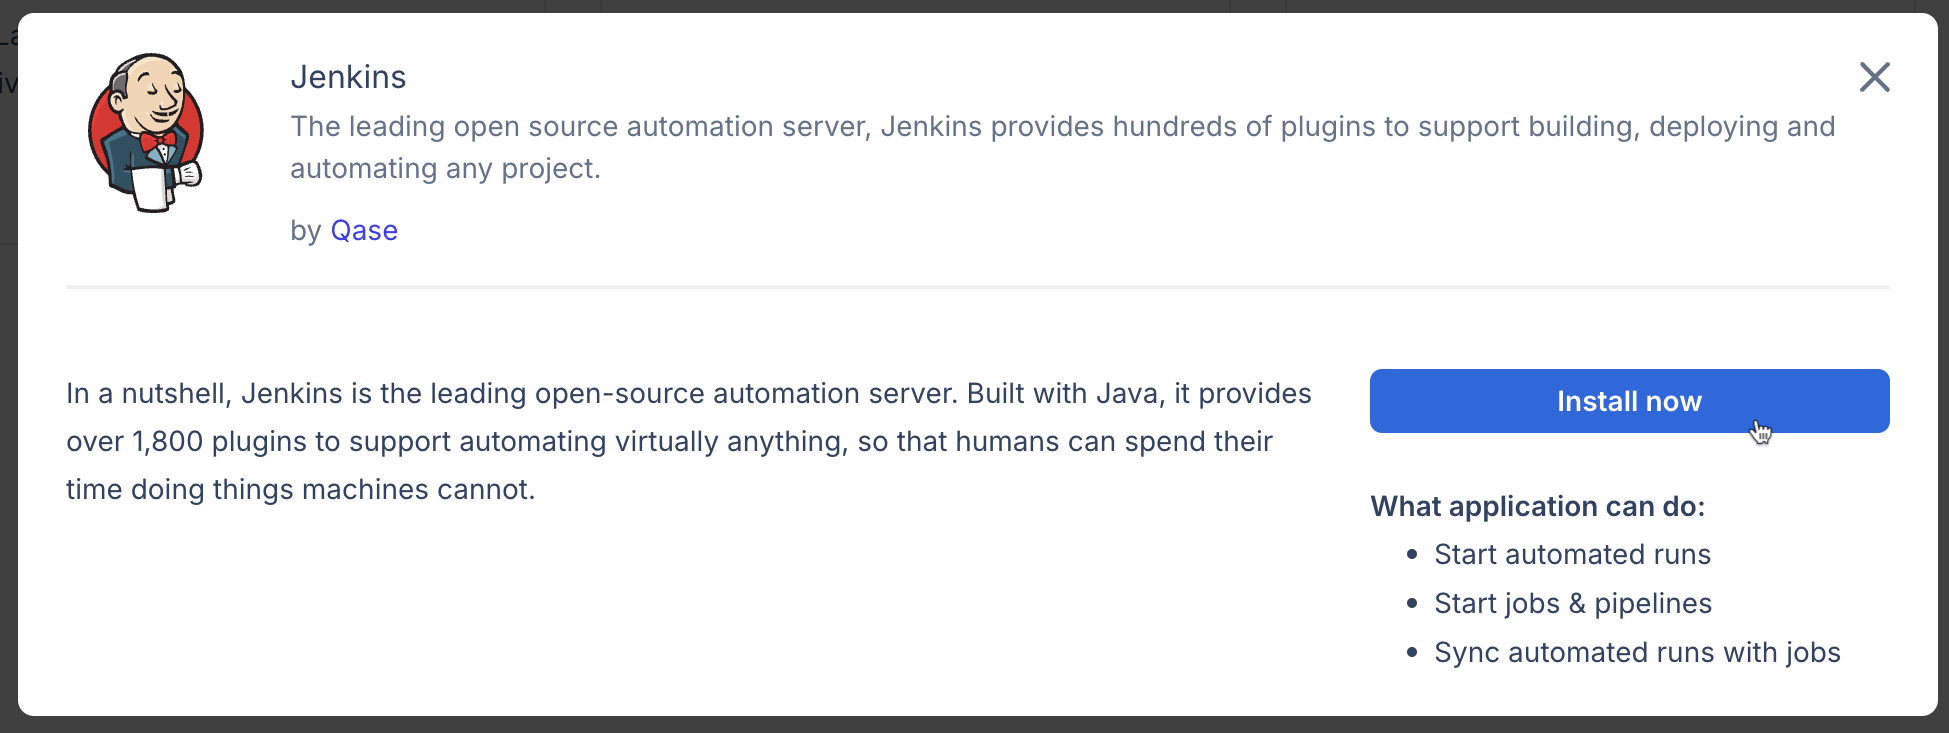 Jenkins
The leading open source automation server, Jenkins provides hundreds of plugins to support building, deploying and
automating any project.
by Qase
In a nutshell, Jenkins is the leading open-source automation server. Built with Java, it provides
over 1,800 plugins to support automating virtually anything, so that humans can spend their
time doing things machines cannot.
Install now
What application can do:
• Start automated runs
• Start jobs & pipelines
• Sync automated runs with jobs